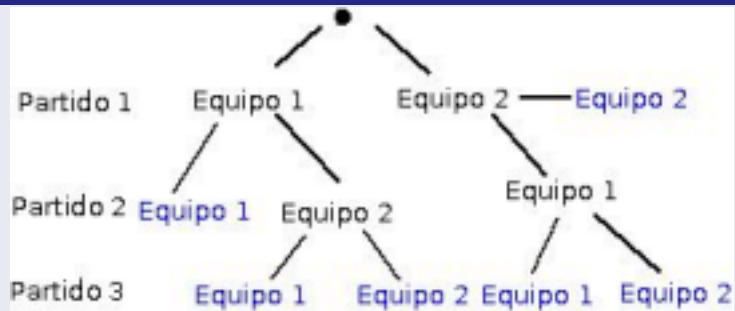 Partido 1 Equipo 1 Equipo 2 Equipo 2
Equipo 1
Partido 2 Equipo 1 Equipo 2
Partido 3 Equipo 1 Equipo 2 Equipo 1 Equipo 2